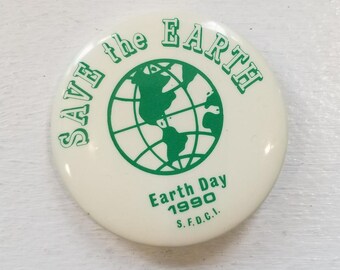 SAVE the EARTH
Earth Day
1990
S.F.D.C.I.